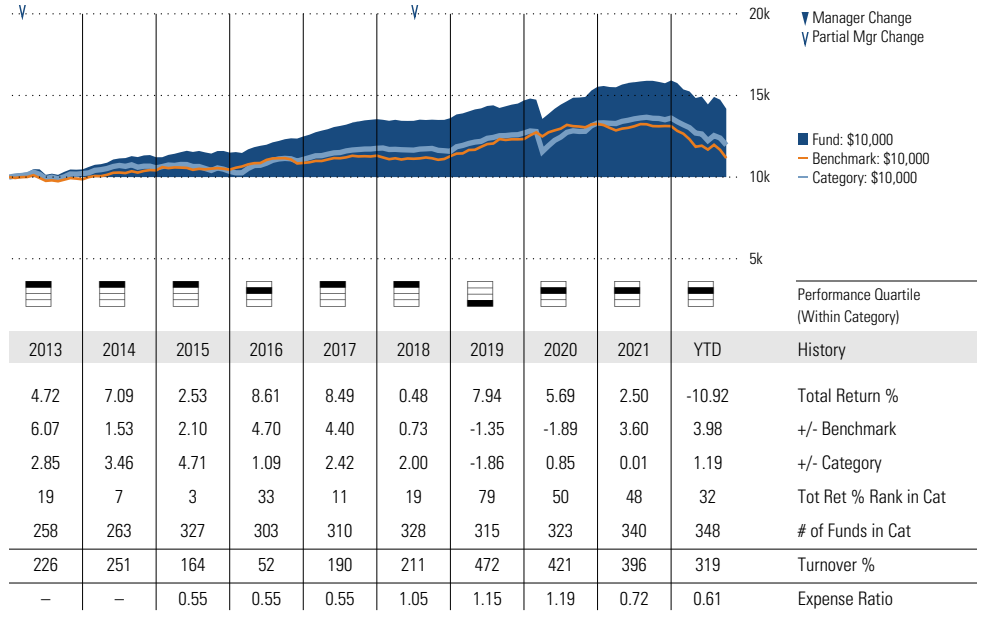 20k
Manager Change
Partial Mgr Change
15k
Fund: $10,000
Benchmark: $10,000
Category: $10,000
10k
5k
Performance Quartile
(Within Category)
2013 2014 2015 2016 2017 2018 2019 2020 2021 YTD History
4.72 7.09 2.53 8.61 8.49 0.48 7.94 5.69 2.50 -10.92 Total Return %
6.07 1.53 2.10 4.70 4.40 0.73 -1.35 -1.89 3.60 3.98 +/- Benchmark
2.85 3.46 4.71 1.09 2.42 2.00 -1.86 0.85 0.01 1.19 +/- Category
19 7 3 33 11 19 79 50 48 32 Tot Ret % Rank in Cat
258 263 327 303 310 328 315 323 340 348 # of Funds in Cat
226 251 164 52 190 211 472 421 396 319 Turnover %
– – 0.55 0.55 0.55 1.05 1.15 1.19 0.72 0.61 Expense Ratio